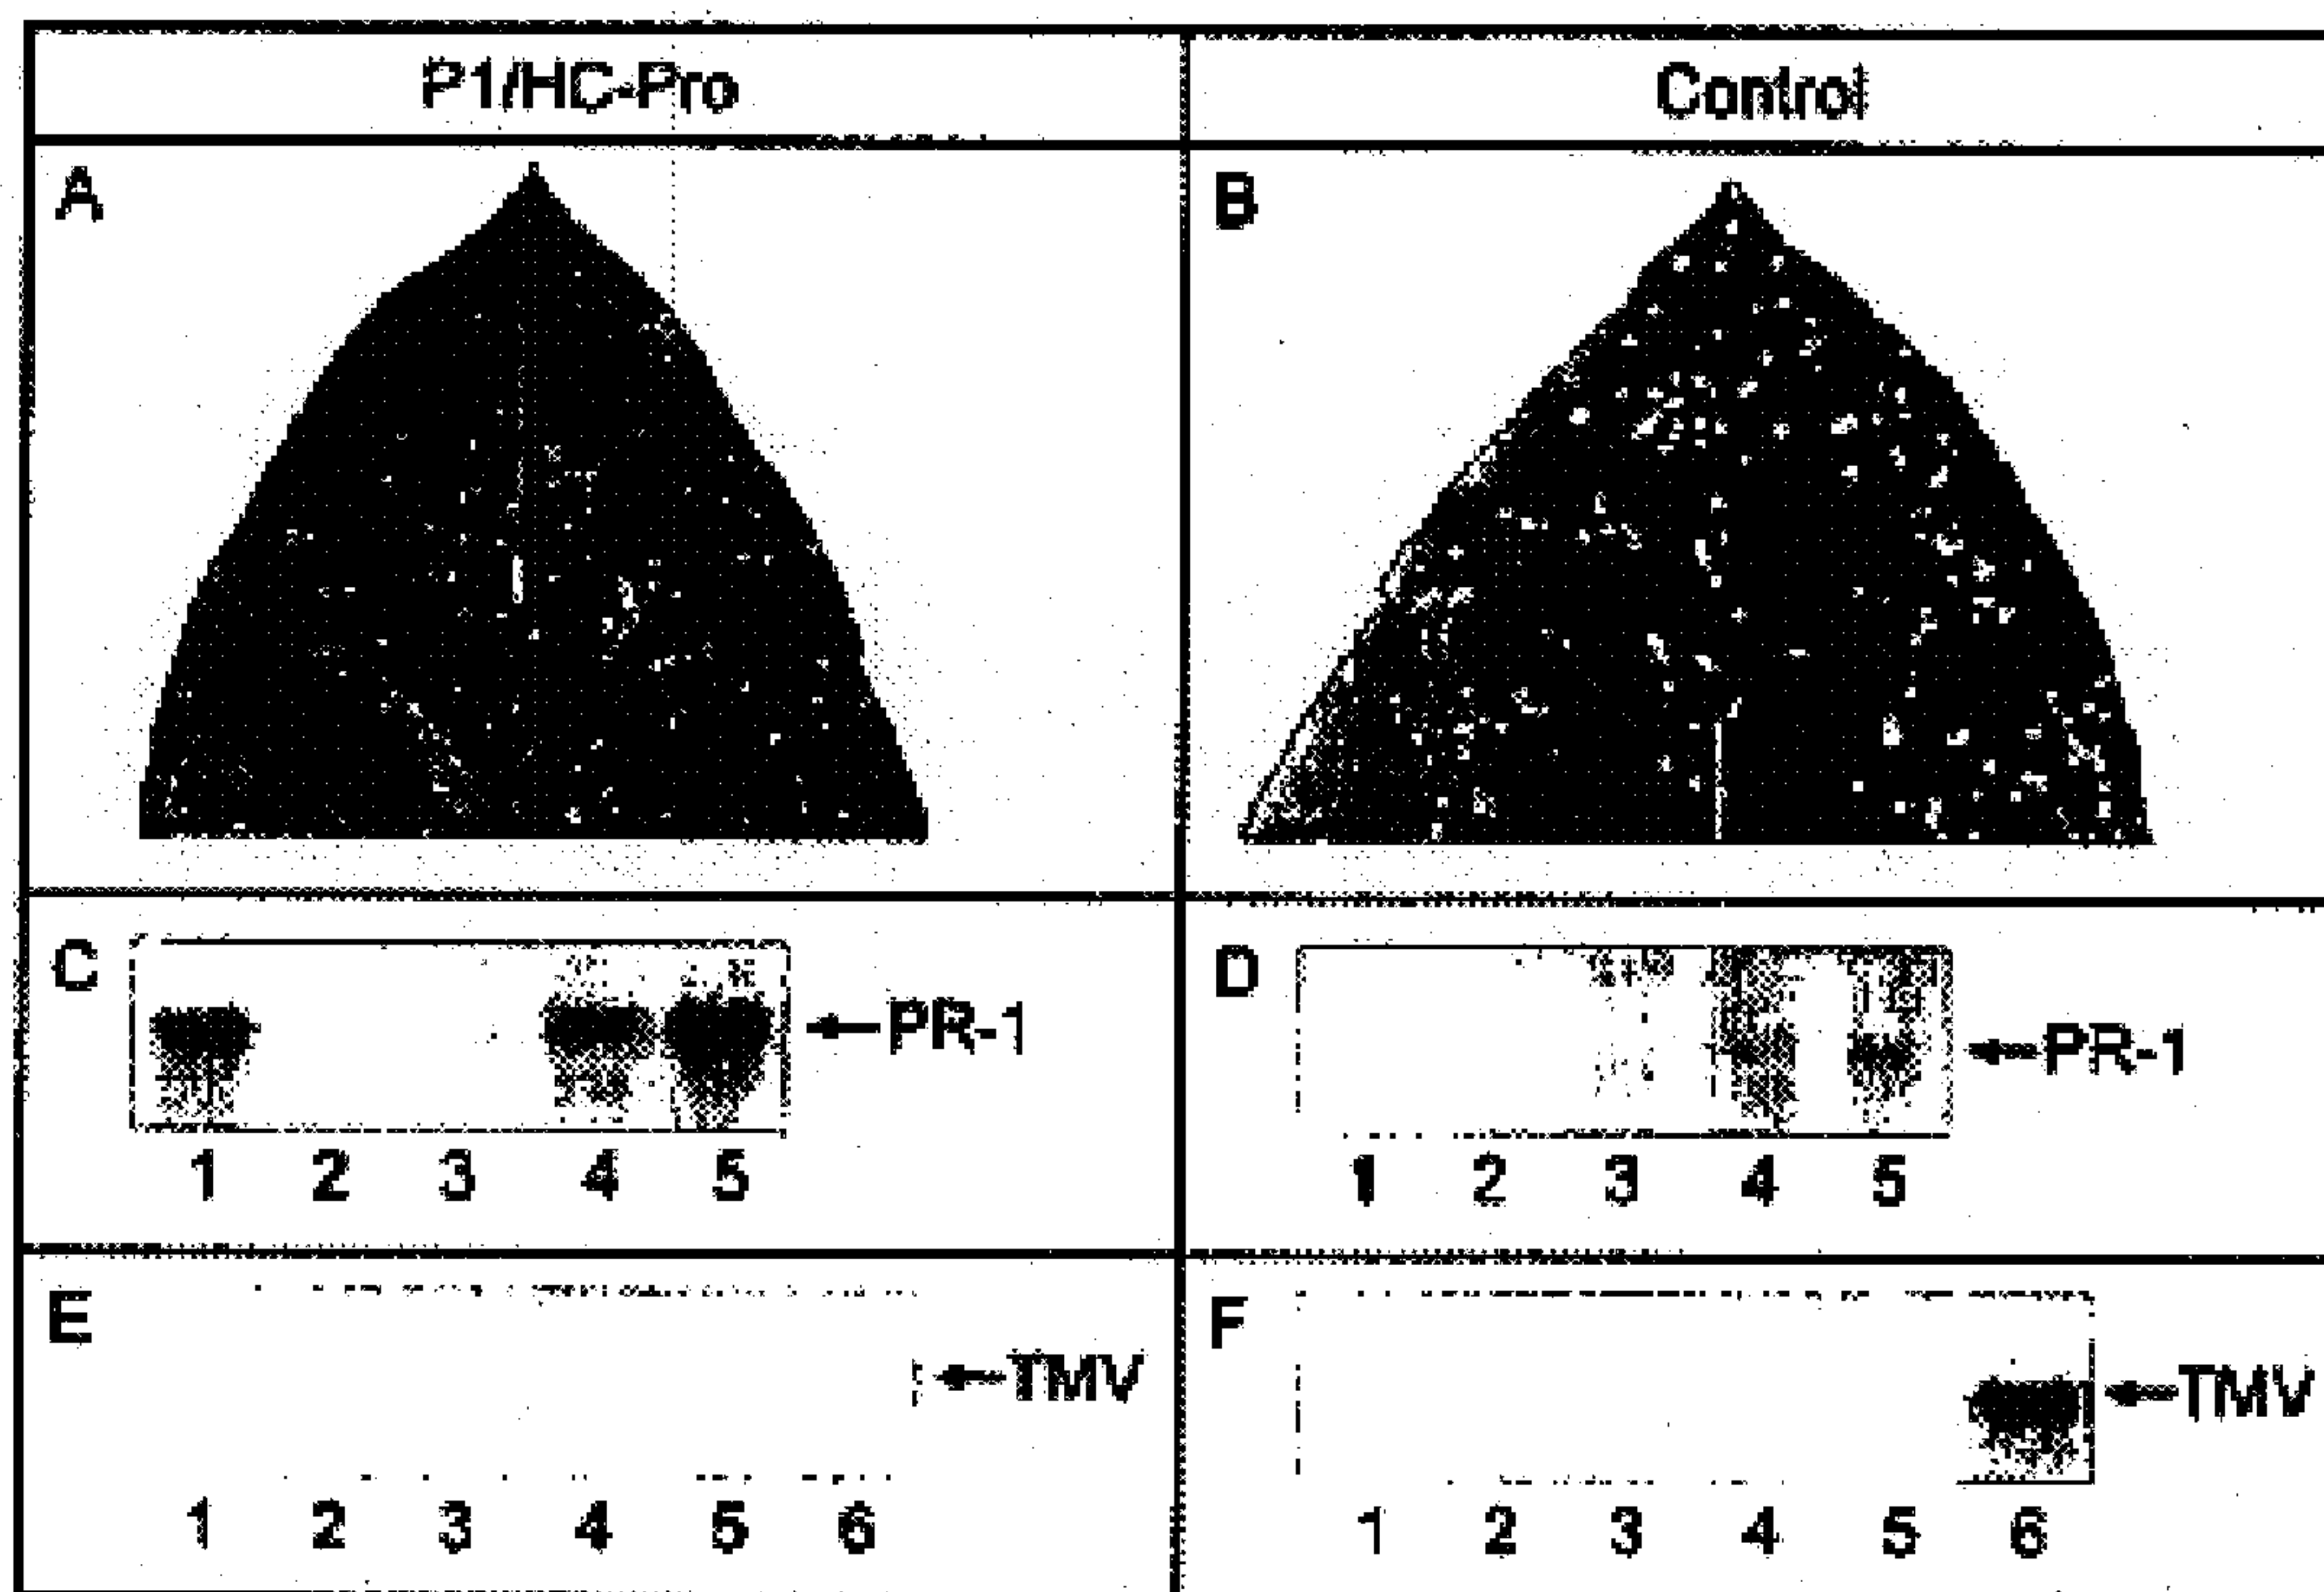 P1/HC-Pro Control
A B
C ←PR-1 D ←PR-1
1 2 3 4 5 1 2 3 4 5
E ←TMV F ←TMV
1 2 3 4 5 6 1 2 3 4 5 6